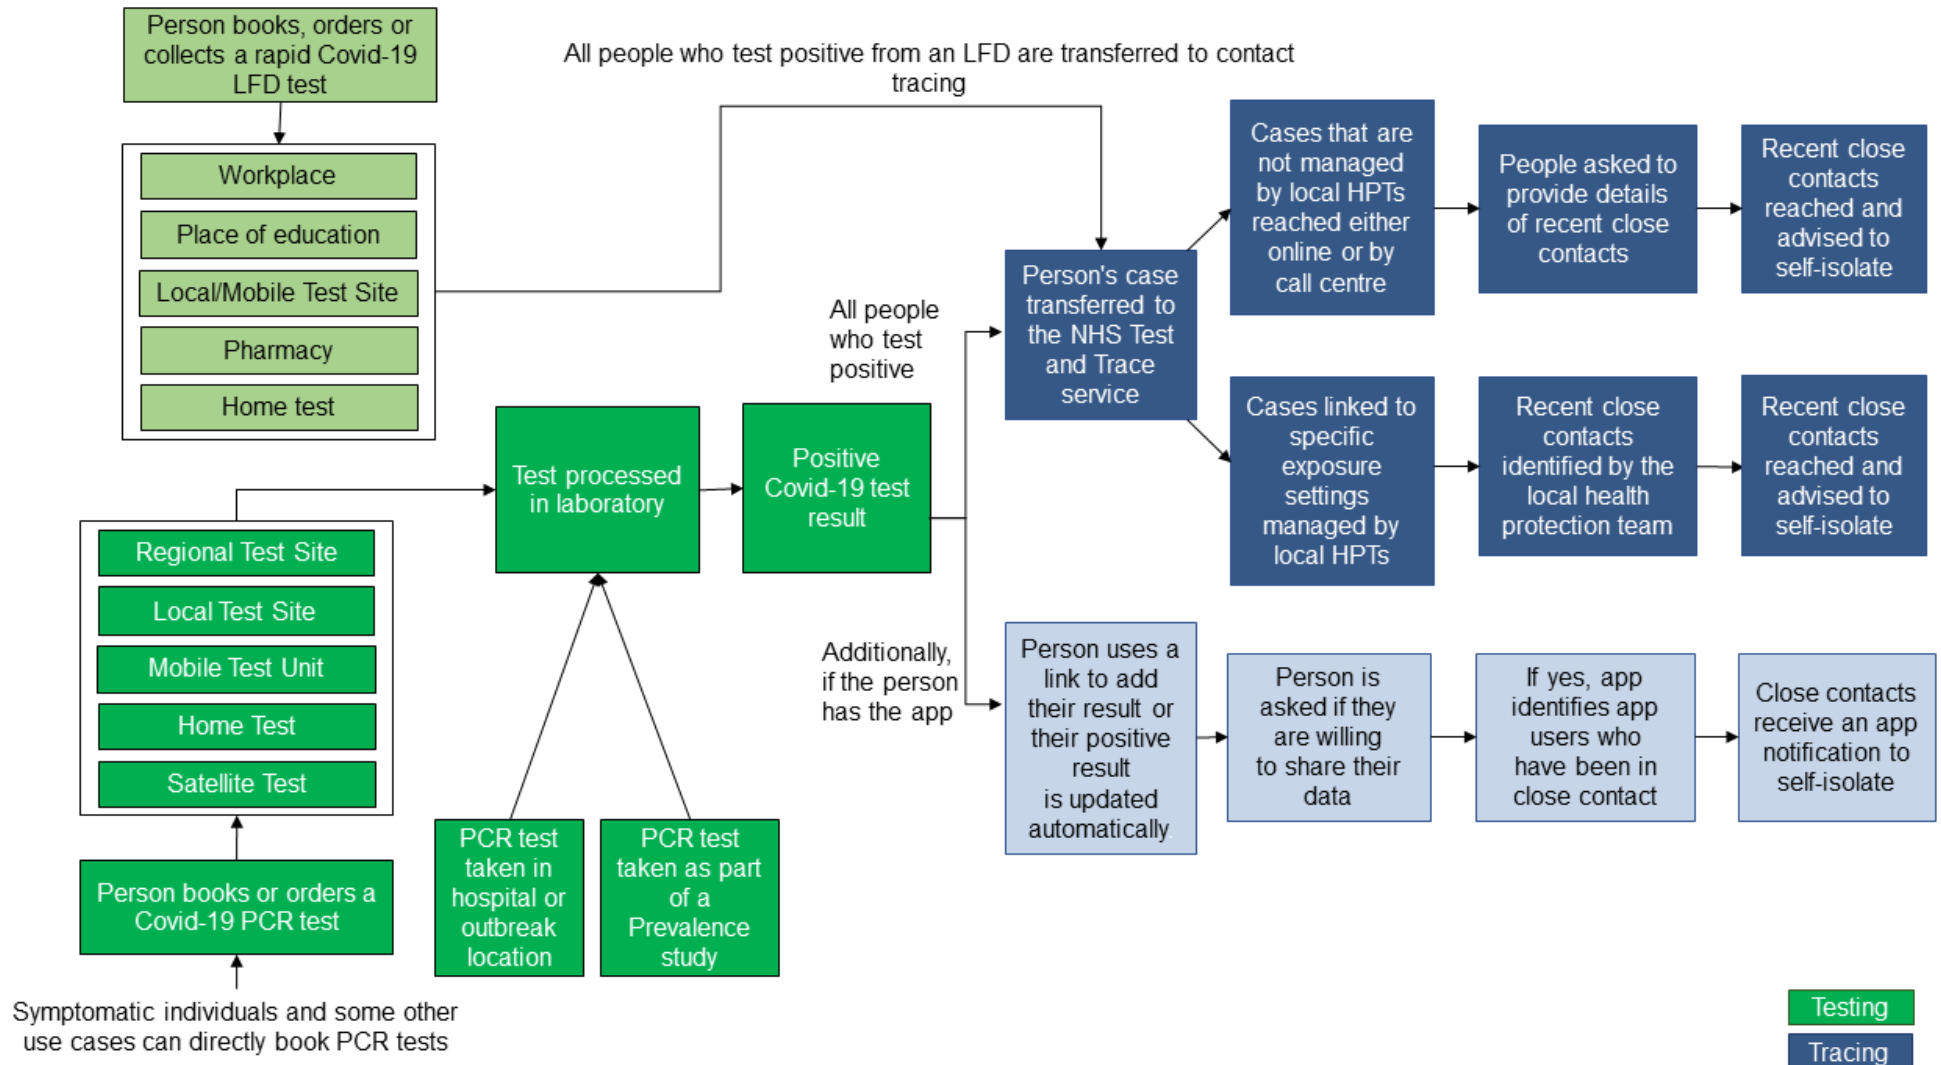 Person books, orders or
collects a rapid Covid-19
LFD test
Workplace
Place of education
Local/Mobile Test Site
Pharmacy
Home test
All people who test positive from an LFD are transferred to contact
tracing
Regional Test Site
Local Test Site
Mobile Test Unit
Home Test
Satellite Test
Person books or orders a
Covid-19 PCR test
Symptomatic individuals and some other
use cases can directly book PCR tests
Test processed
in laboratory
PCR test
taken in
hospital or
outbreak
location
PCR test
taken as part
of a
Prevalence
study
Positive
Covid-19 test
result
All people
who test
positive
Additionally,
if the person
has the app
Person's case
transferred to
the NHS Test
and Trace
service
Cases that are
not managed
by local HPTs
reached either
online or by
call centre
People asked to
provide details
of recent close
contacts
Recent close
contacts
reached and
advised to
self-isolate
Cases linked to
specific
exposure
settings
managed by
local HPTs
Recent close
contacts
identified by the
local health
protection team
Recent close
contacts
reached and
advised to
self-isolate
Person uses a
link to add
their result or
their positive
result
is updated
automatically
Person is
asked if they
are willing
to share their
data
If yes, app
identifies app
users who
have been in
close contact
Close contacts
receive an app
notification to
self-isolate
Testing
Tracing